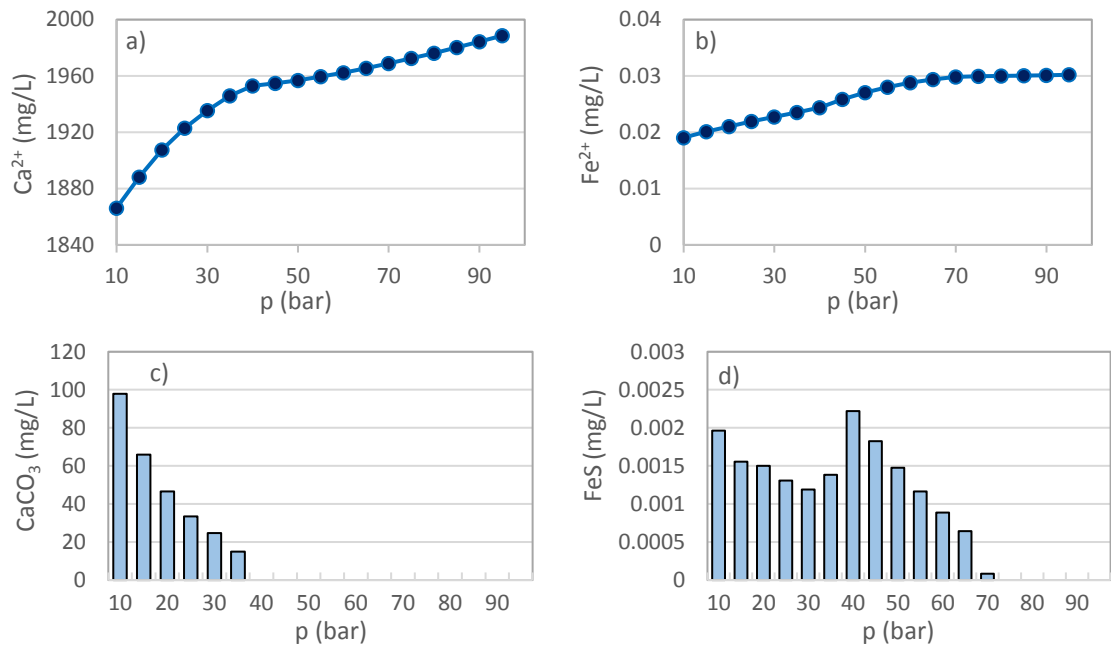 a)
2000
1960
1920
1880
1840
Ca²⁺ (mg/L)
10 30 50 70 90
p (bar)
b)
0.04
0.03
0.02
0.01
0
Fe²⁺ (mg/L)
10 30 50 70 90
p (bar)
c)
120
100
80
60
40
20
0
CaCO₃ (mg/L)
10 20 30 40 50 60 70 80 90
p (bar)
d)
0.003
0.0025
0.002
0.0015
0.001
0.0005
0
FeS (mg/L)
10 20 30 40 50 60 70 80 90
p (bar)